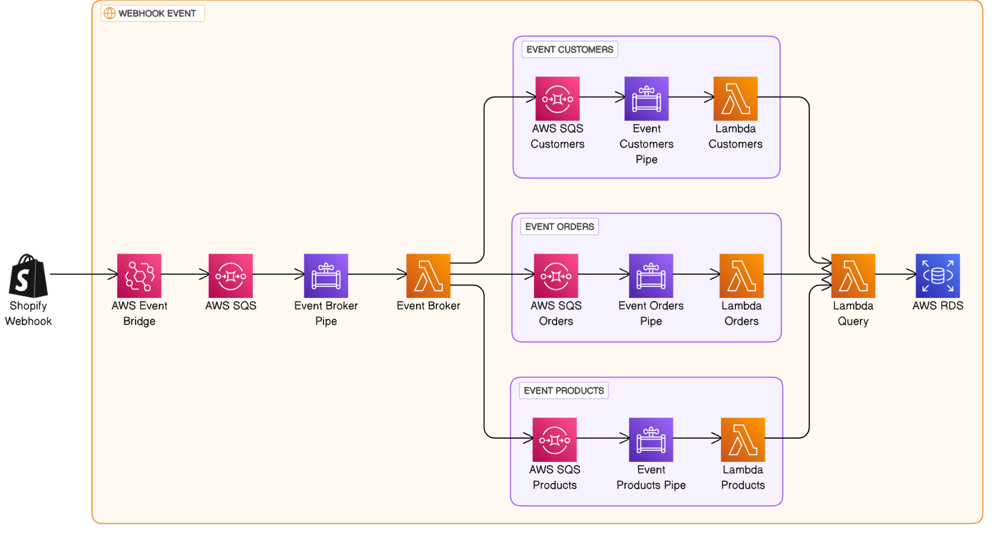 WEBHOOK EVENT
EVENT CUSTOMERS
AWS SQS
Customers
Event
Customers
Pipe
Lambda
Customers
EVENT ORDERS
Shopify
Webhook
AWS Event
Bridge
AWS SQS
Event Broker
Pipe
Event Broker
AWS SQS
Orders
Event Orders
Pipe
Lambda
Orders
Lambda
Query
AWS RDS
EVENT PRODUCTS
AWS SQS
Products
Event
Products Pipe
Lambda
Products